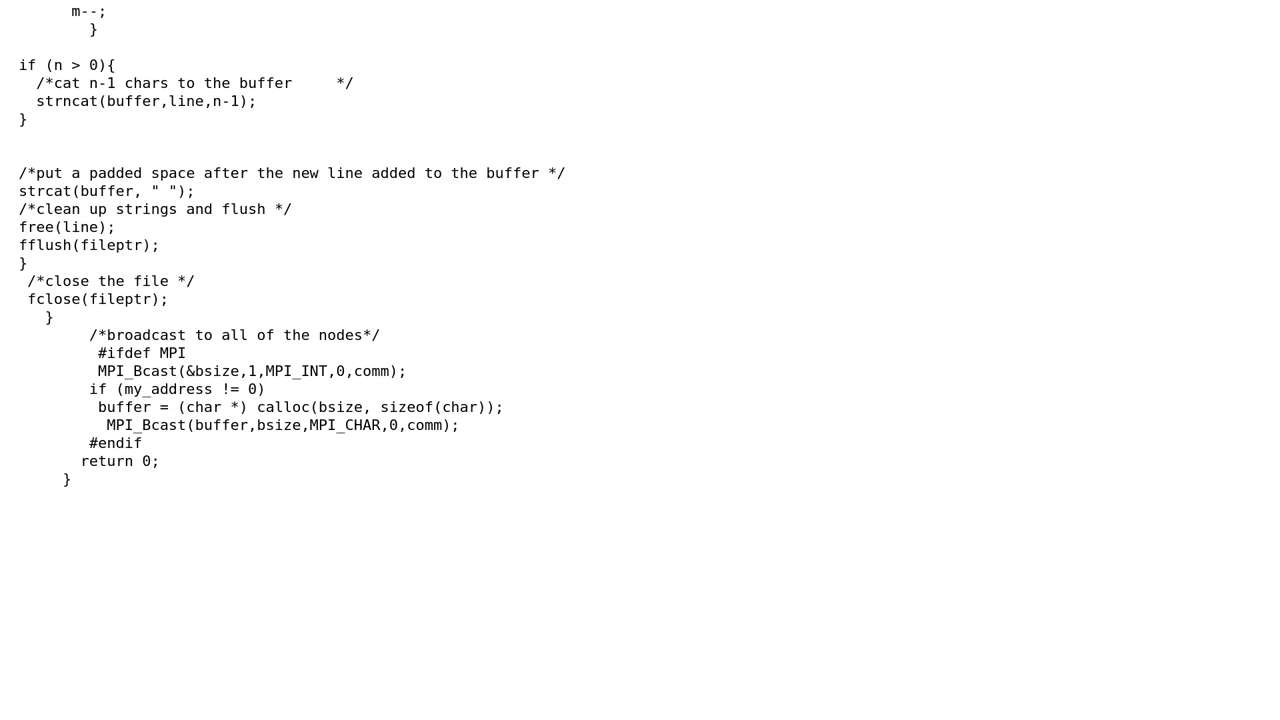 m--;
}
if (n > 0){
/*cat n-1 chars to the buffer     */
strncat(buffer,line,n-1);
}
/*put a padded space after the new line added to the buffer */
strcat(buffer, " ");
/*clean up strings and flush */
free(line);
fflush(fileptr);
}
/*close the file */
fclose(fileptr);
}
/*broadcast to all of the nodes*/
#ifdef MPI
MPI_Bcast(&bsize,1,MPI_INT,0,comm);
if (my_address != 0)
buffer = (char *) calloc(bsize, sizeof(char));
MPI_Bcast(buffer,bsize,MPI_CHAR,0,comm);
#endif
return 0;
}